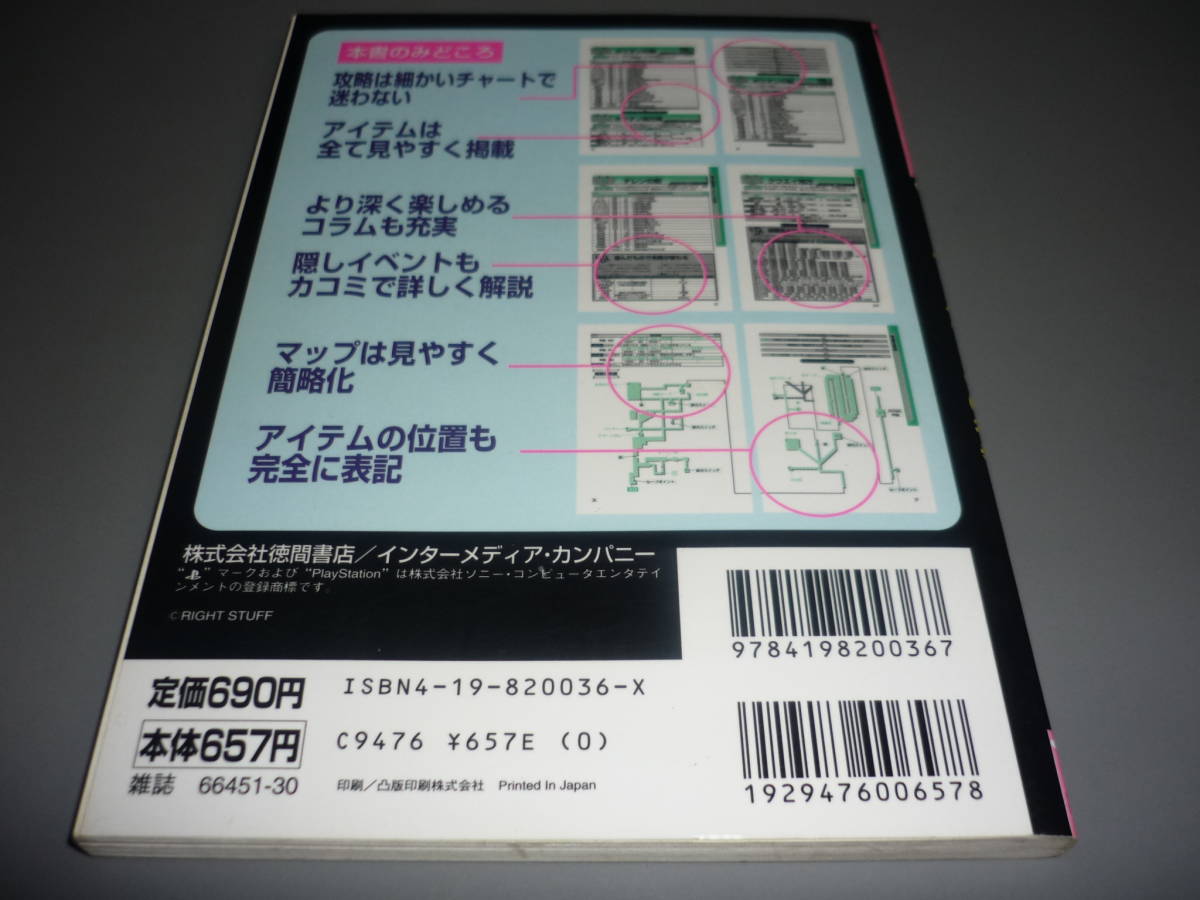 本書のみどころ
攻略は細かいチャートで
迷わない
アイテムは
全て見やすく掲載
より深く楽しめる
コラムも充実
隠しイベントも
カコミで詳しく解説
マップは見やすく
簡略化
アイテムの位置も
完全に表記
株式会社徳間書店/インターメディア・カンパニー
“ ”マークおよび“PlayStation”は株式会社ソニー・コンピュータエンタテイ
ンメントの登録商標です。
©RIGHT STUFF
9784198200367
定価690円
ISBN4-19-820036-X
本体657円
C9476 ¥657E (0)
雑誌 66451-30
印刷/凸版印刷株式会社 Printed In Japan
1929476006578